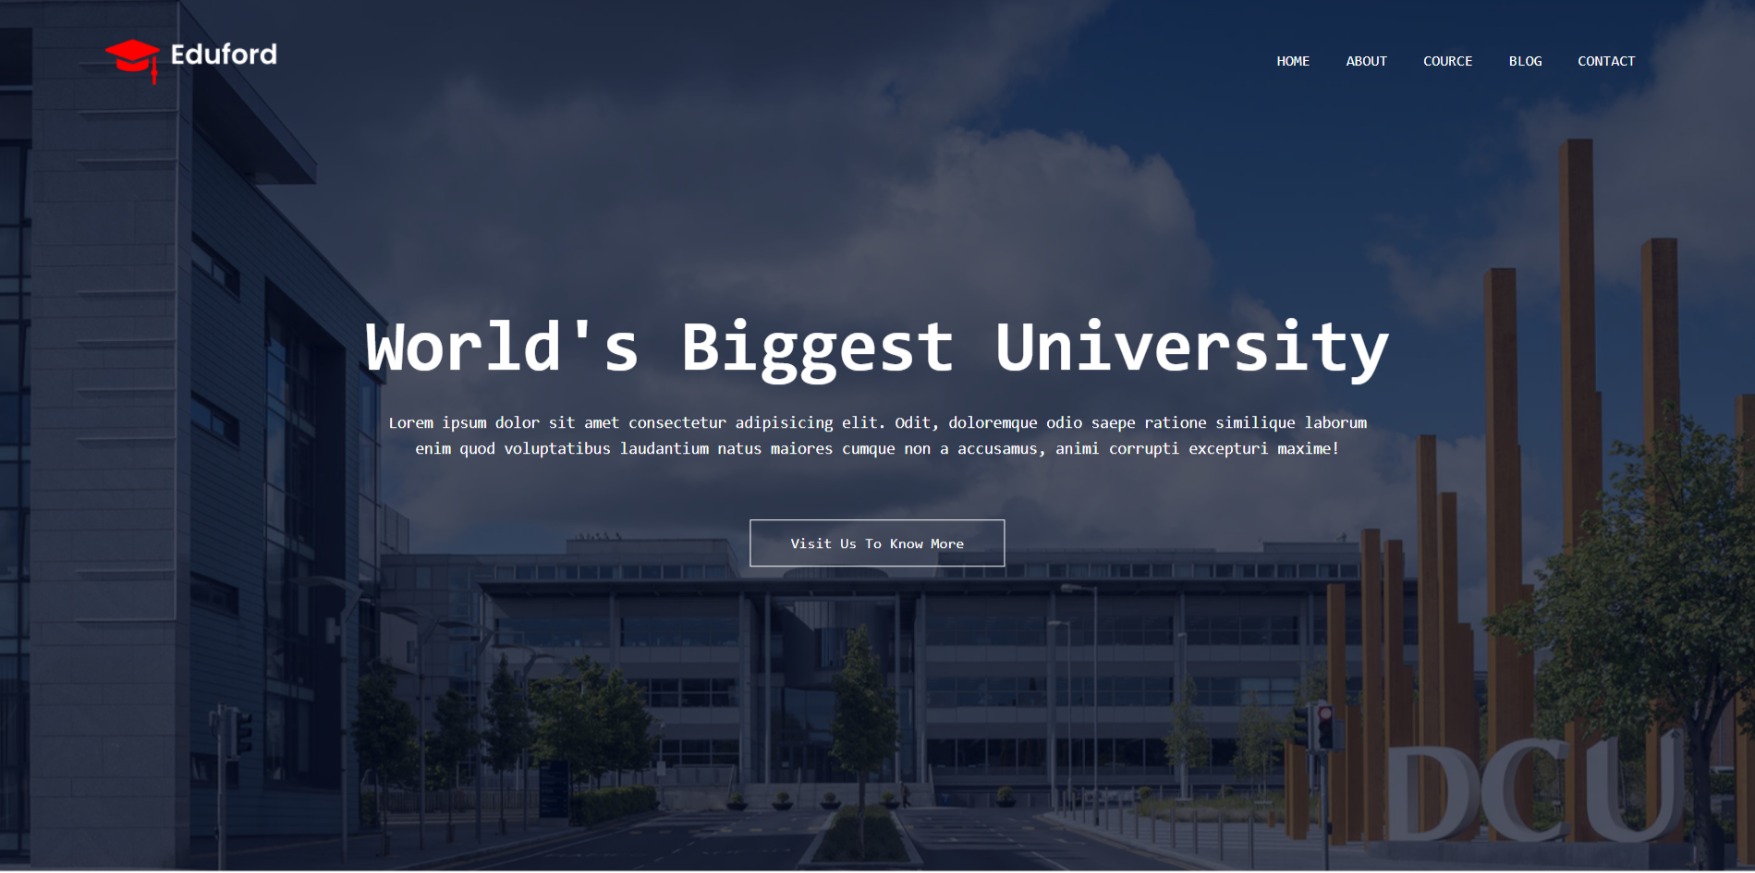 Eduford
HOME ABOUT COURCE BLOG CONTACT
World's Biggest University
Lorem ipsum dolor sit amet consectetur adipisicing elit. Odit, doloremque odio saepe ratione similique laborum
enim quod voluptatibus laudantium natus maiores cumque non a accusamus, animi corrupti excepturi maxime!
Visit Us To Know More
DCU